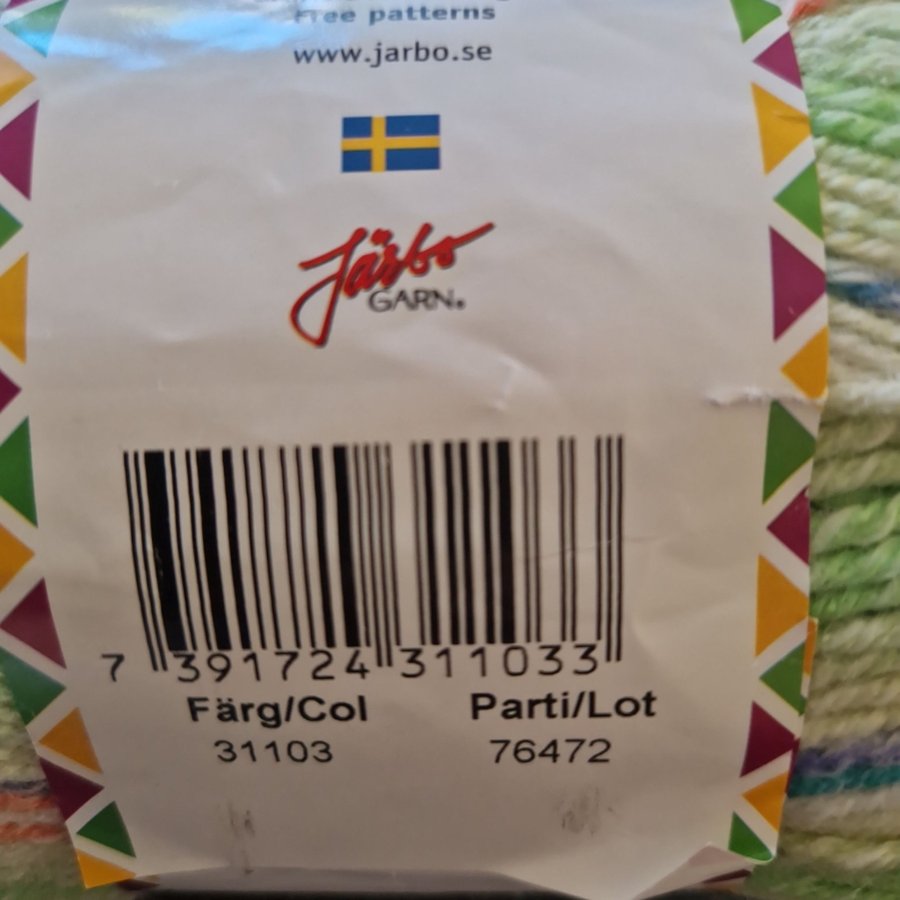 Free patterns
www.jarbo.se
Järbo
GARN®
7 391724 311033
Färg/Col Parti/Lot
31103 76472